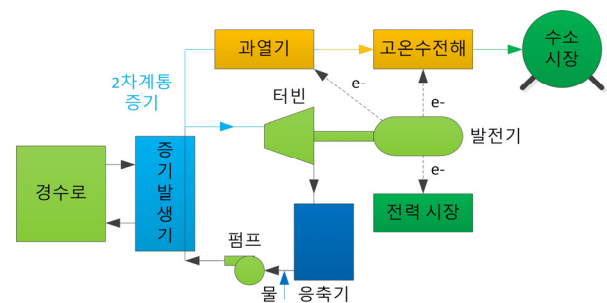 과열기
고온수전해
수소
시장
2차계통
증기
터빈
e-
e-
발전기
증
기
발
생
기
경수로
e-
전력 시장
펌프
물
응축기